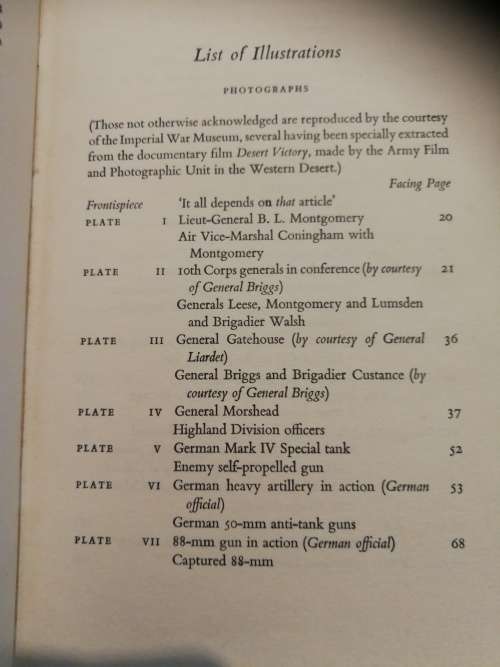 List of Illustrations
PHOTOGRAPHS
(Those not otherwise acknowledged are reproduced by the courtesy
of the Imperial War Museum, several having been specially extracted
from the documentary film Desert Victory, made by the Army Film
and Photographic Unit in the Western Desert.)
Facing Page
Frontispiece 'It all depends on that article'
PLATE I Lieut-General B. L. Montgomery 20
Air Vice-Marshal Coningham with
Montgomery
PLATE II 10th Corps generals in conference (by courtesy 21
of General Briggs)
Generals Leese, Montgomery and Lumsden
and Brigadier Walsh
PLATE III General Gatehouse (by courtesy of General 36
Liardet)
General Briggs and Brigadier Custance (by
courtesy of General Briggs)
PLATE IV General Morshead 37
Highland Division officers
PLATE V German Mark IV Special tank 52
Enemy self-propelled gun
PLATE VI German heavy artillery in action (German 53
official)
German 50-mm anti-tank guns
PLATE VII 88-mm gun in action (German official) 68
Captured 88-mm